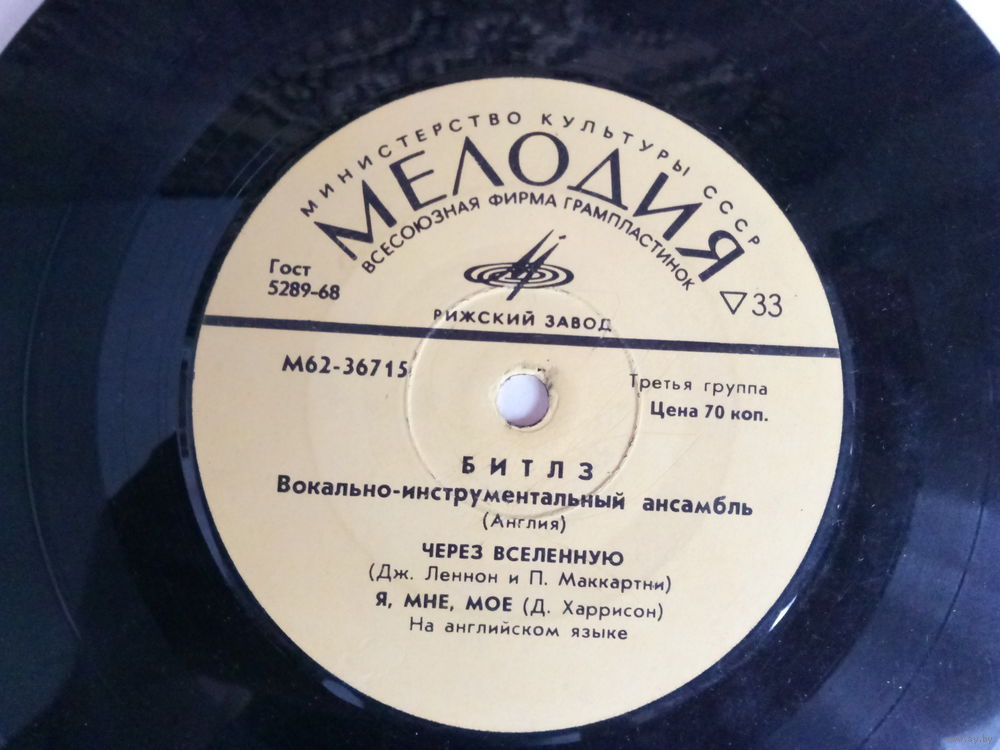 МИНИСТЕРСТВО КУЛЬТУРЫ СССР
МЕЛОДИЯ
ВСЕСОЮЗНАЯ ФИРМА ГРАМПЛАСТИНОК
Гост
5289-68
▽33
РИЖСКИЙ ЗАВОД
М62-36715
Третья группа
Цена 70 коп.
БИТЛЗ
Вокально-инструментальный ансамбль
(Англия)
ЧЕРЕЗ ВСЕЛЕННУЮ
(Дж. Леннон и П. Маккартни)
Я, МНЕ, МОЕ (Д. Харрисон)
На английском языке